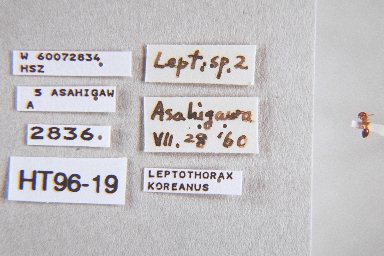 W 60072834
HSZ
5 ASAHIGAW
A
2836.
HT96-19
Lept. sp. 2
Asahigawa
VII. 28 '60
LEPTOTHORAX
KOREANUS